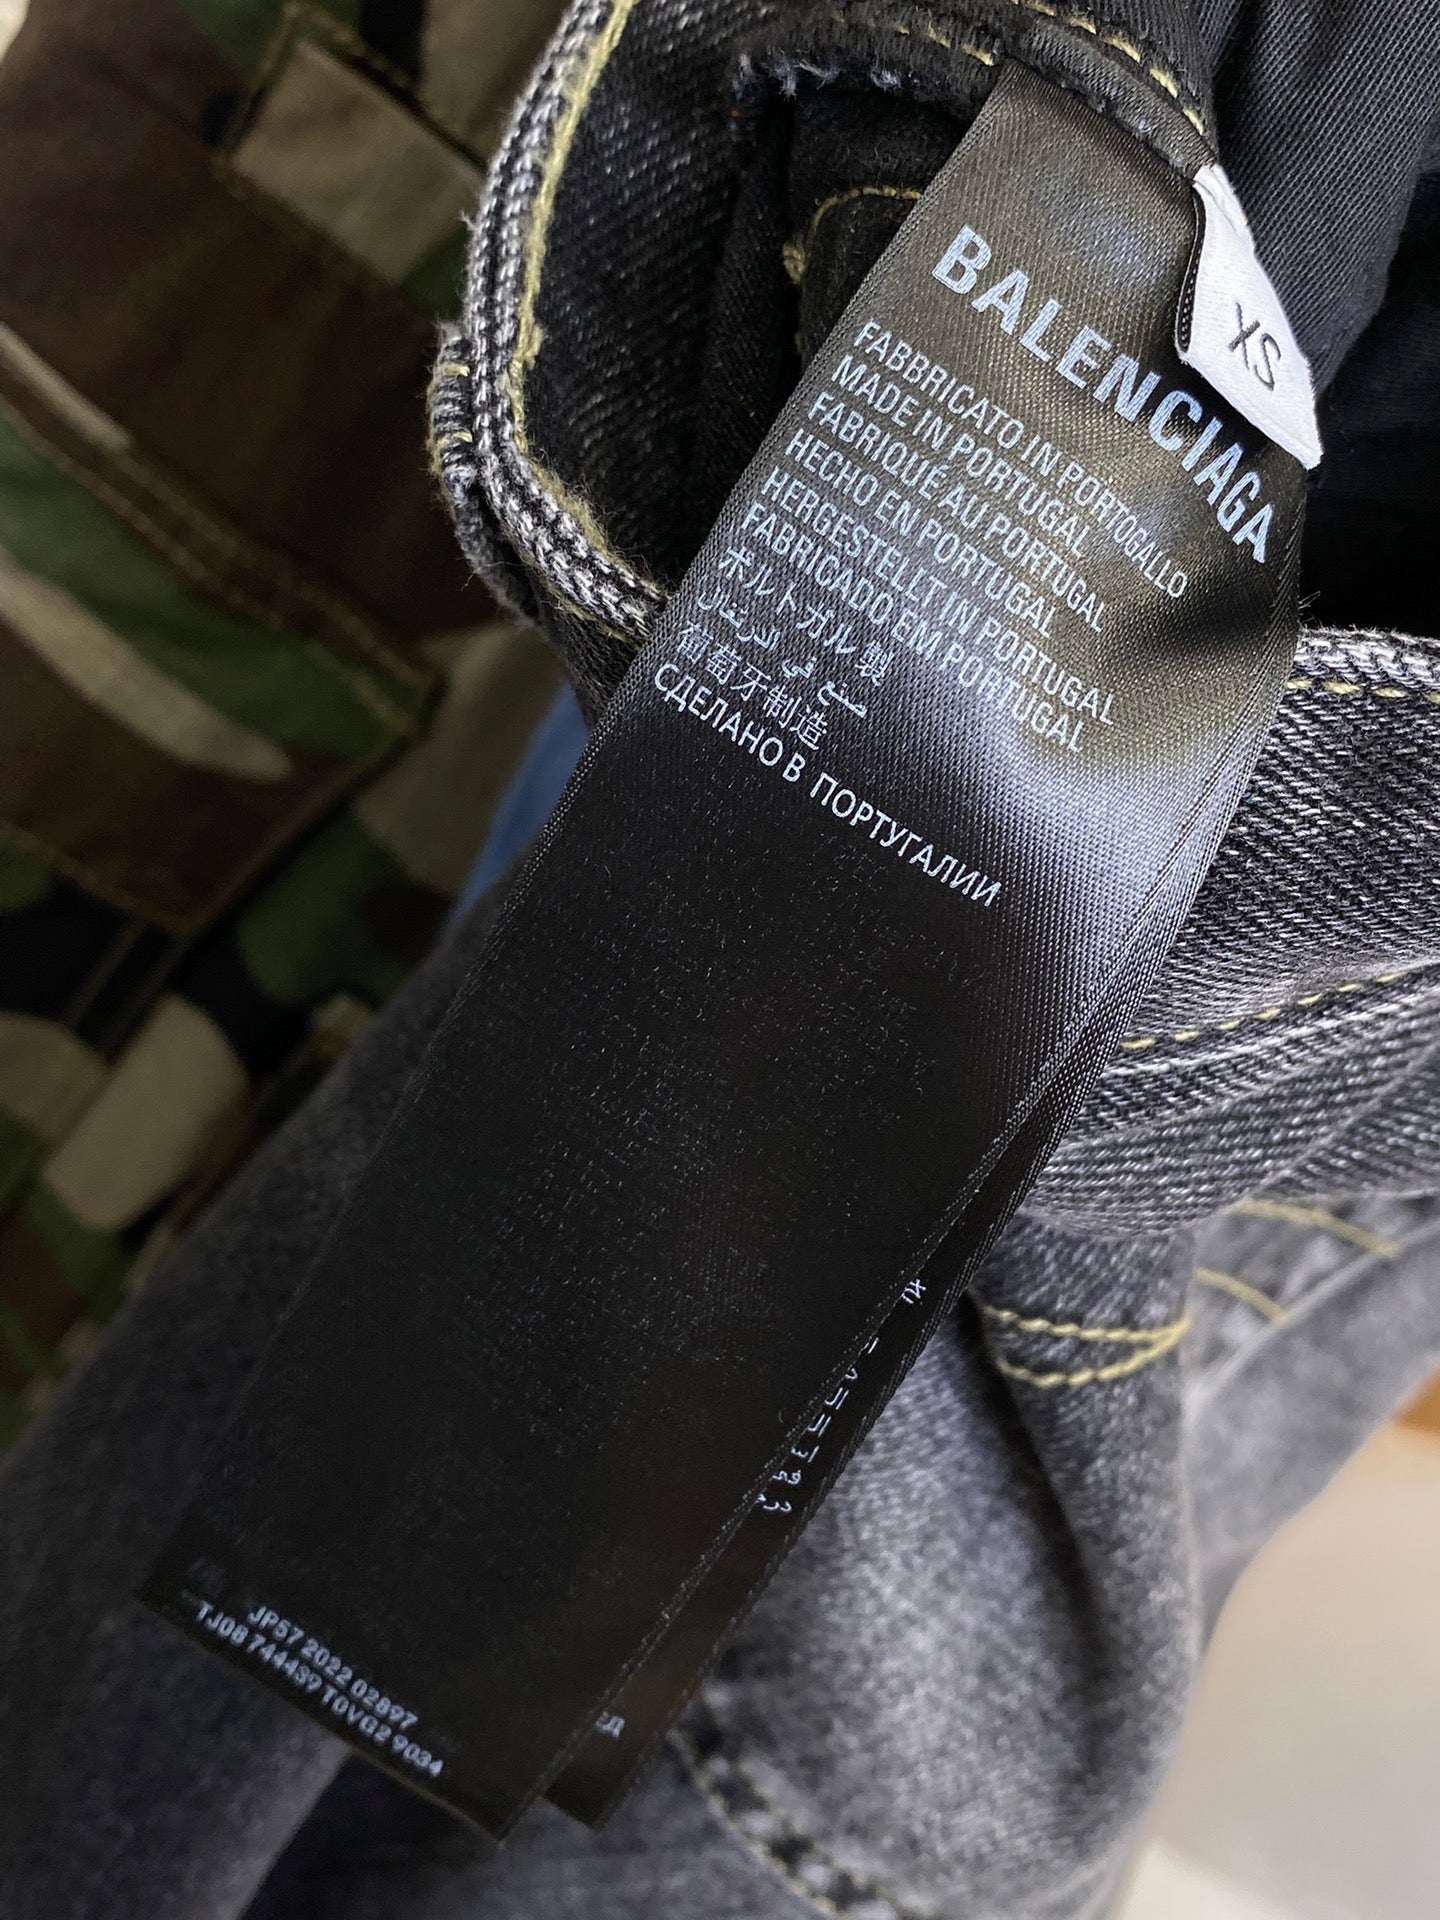 XS
BALENCIAGA
FABBRICATO IN PORTOGALLO
MADE IN PORTUGAL
FABRIQUÉ AU PORTUGAL
HECHO EN PORTUGAL
HERGESTELLT IN PORTUGAL
FABRICADO EM PORTUGAL
ポルトガル製
صنع في البرتغال
葡萄牙制造
СДЕЛАНО В ПОРТУГАЛИИ
JP57 2022 02897
TJ08 744439 T0VG2 9034